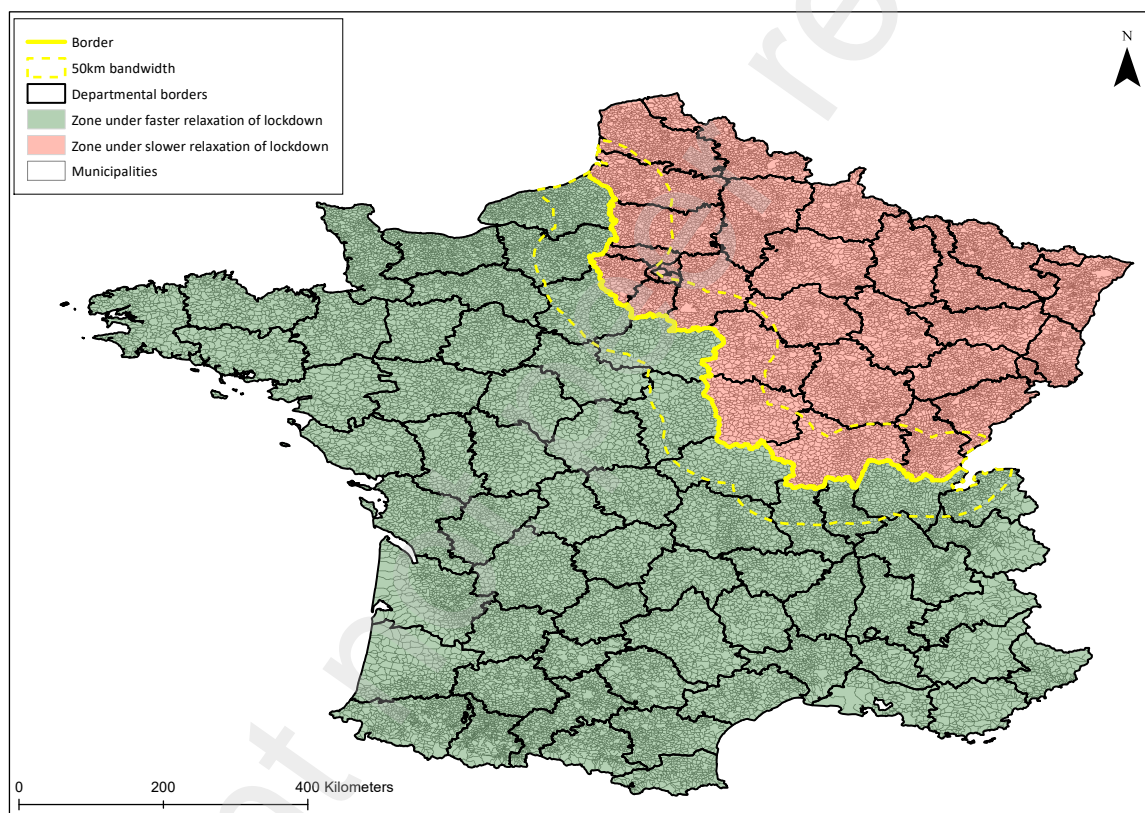 Border
50km bandwidth
Departmental borders
Zone under faster relaxation of lockdown
Zone under slower relaxation of lockdown
Municipalities
N
0 200 400 Kilometers